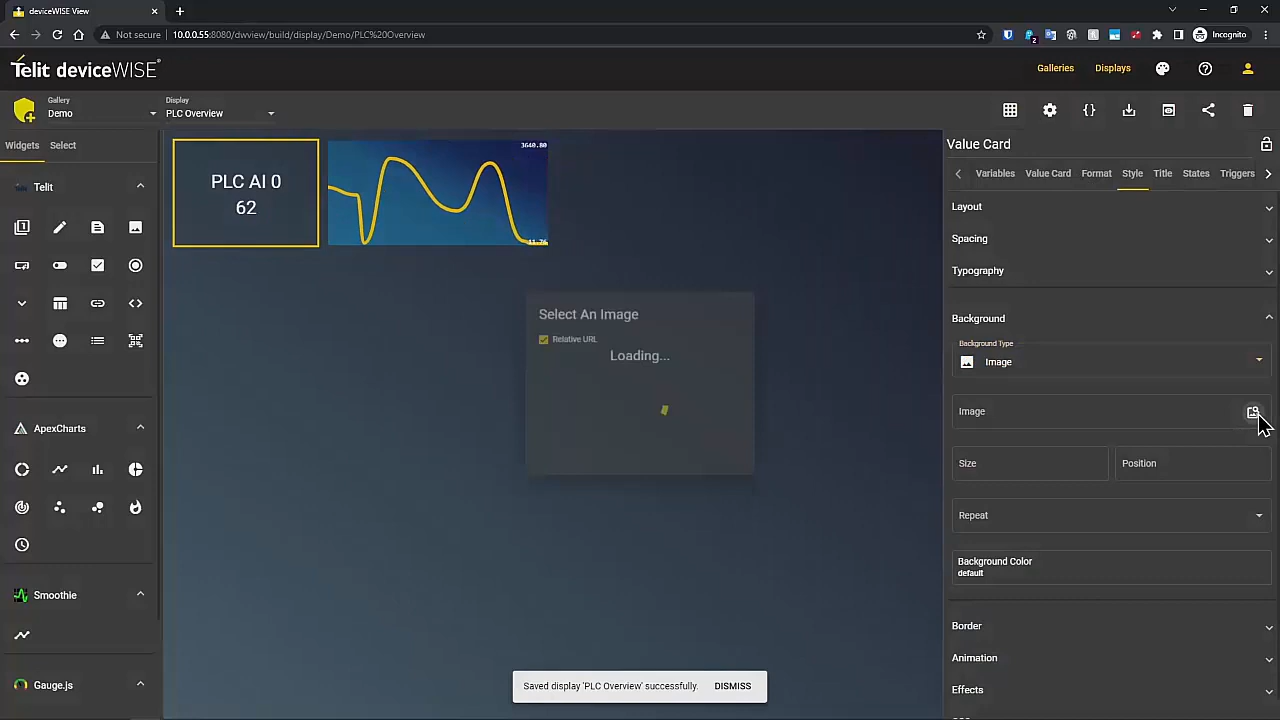 deviceWISE View
Not secure
10.0.0.55:8080/dwview/build/display/Demo/PLC%20Overview
2
Incognito
Telit deviceWISE®
Galleries
Displays
Gallery
Demo
Display
PLC Overview
Widgets
Select
Telit
ApexCharts
Smoothie
Gauge.js
PLC AI 0
62
3640.80
11.76
Select An Image
Relative URL
Loading...
Saved display 'PLC Overview' successfully.
DISMISS
Value Card
Variables
Value Card
Format
Style
Title
States
Triggers
Layout
Spacing
Typography
Background
Background Type
Image
Image
Size
Position
Repeat
Background Color
default
Border
Animation
Effects